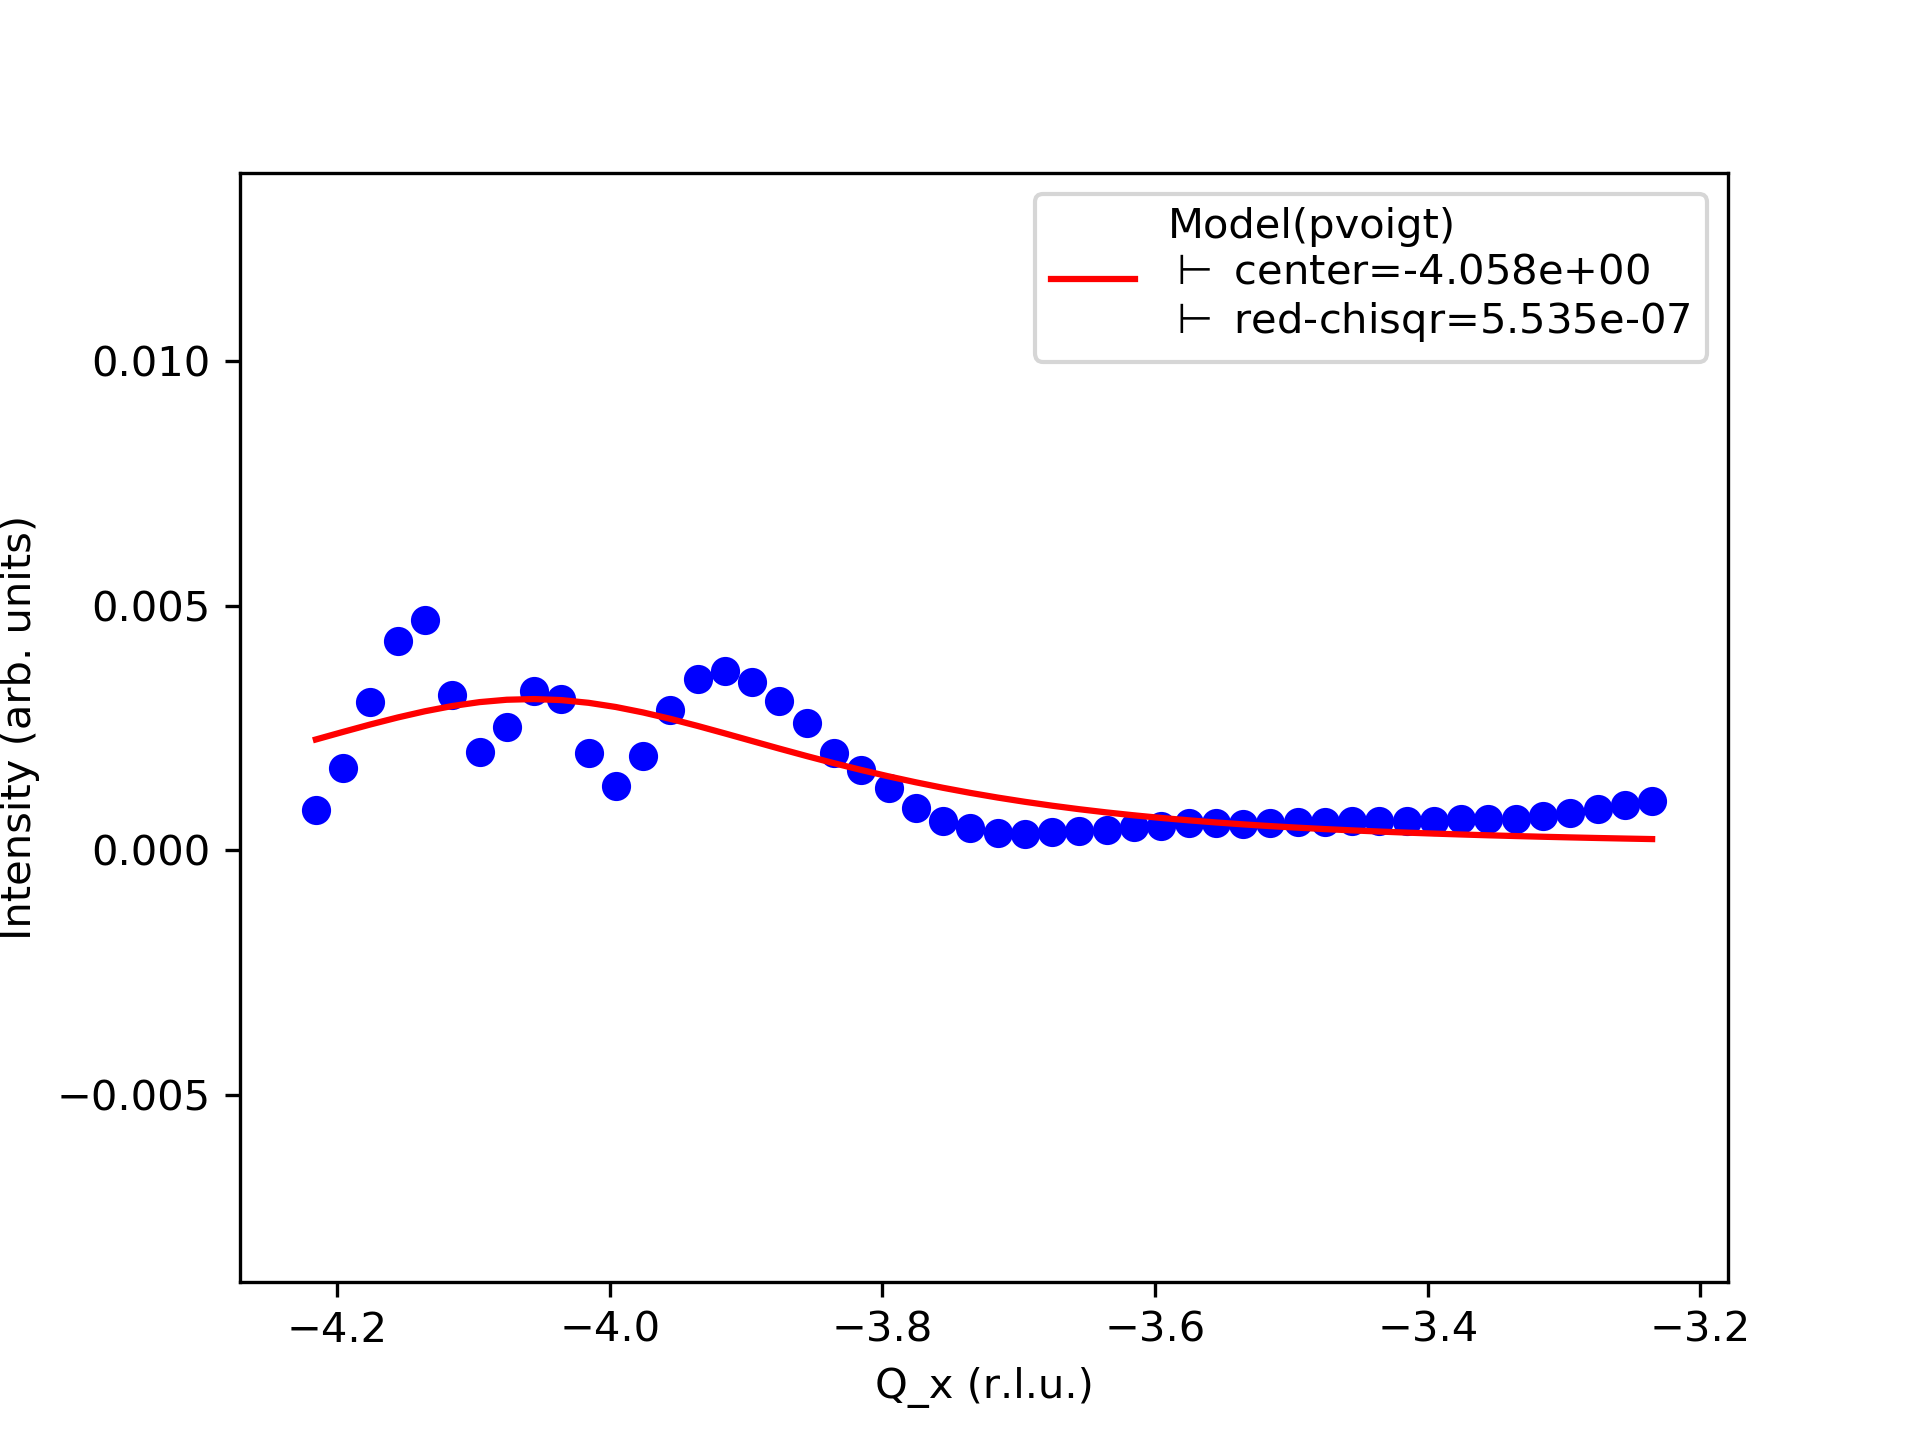 Model(pvoigt)
⊢ center=-4.058e+00
⊢ red-chisqr=5.535e-07
0.010
0.005
0.000
−0.005
Intensity (arb. units)
−4.2 −4.0 −3.8 −3.6 −3.4 −3.2
Q_x (r.l.u.)